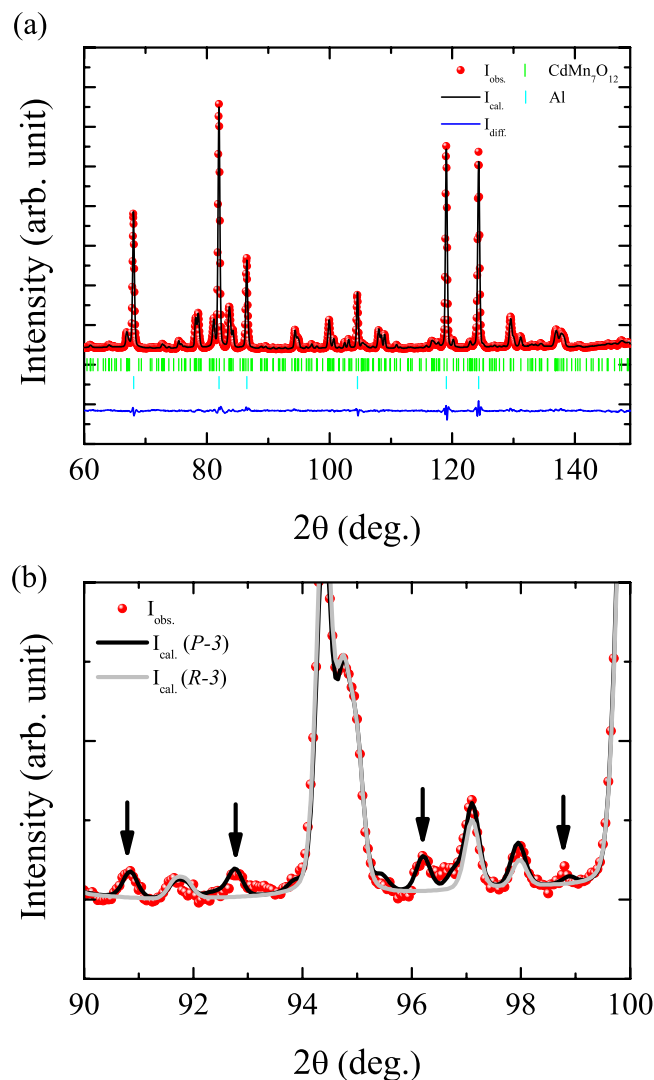 (a)
I_obs. CdMn₇O₁₂
I_cal. Al
I_diff.
Intensity (arb. unit)
60 80 100 120 140
2θ (deg.)
(b)
I_obs.
I_cal. (P-3)
I_cal. (R-3)
Intensity (arb. unit)
90 92 94 96 98 100
2θ (deg.)